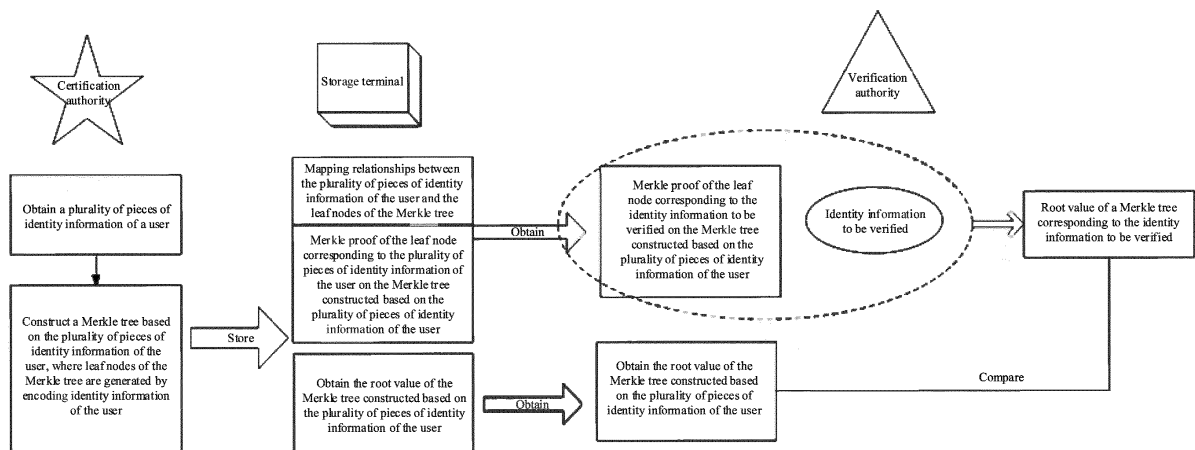 Certification
authority
Storage terminal
Verification
authority
Obtain a plurality of pieces of
identity information of a user
Construct a Merkle tree based
on the plurality of pieces of
identity information of the
user, where leaf nodes of the
Merkle tree are generated by
encoding identity information
of the user
Store
Mapping relationships between
the plurality of pieces of identity
information of the user and the
leaf nodes of the Merkle tree
Merkle proof of the leaf node
corresponding to the plurality of
pieces of identity information of
the user on the Merkle tree
constructed based on the
plurality of pieces of identity
information of the user
Obtain the root value of the
Merkle tree constructed based on
the plurality of pieces of identity
information of the user
Obtain
Obtain
Merkle proof of the leaf
node corresponding to the
identity information to be
verified on the Merkle tree
constructed based on the
plurality of pieces of identity
information of the user
Identity information
to be verified
Obtain the root value of the
Merkle tree constructed based
on the plurality of pieces of
identity information of the user
Root value of a Merkle tree
corresponding to the identity
information to be verified
Compare